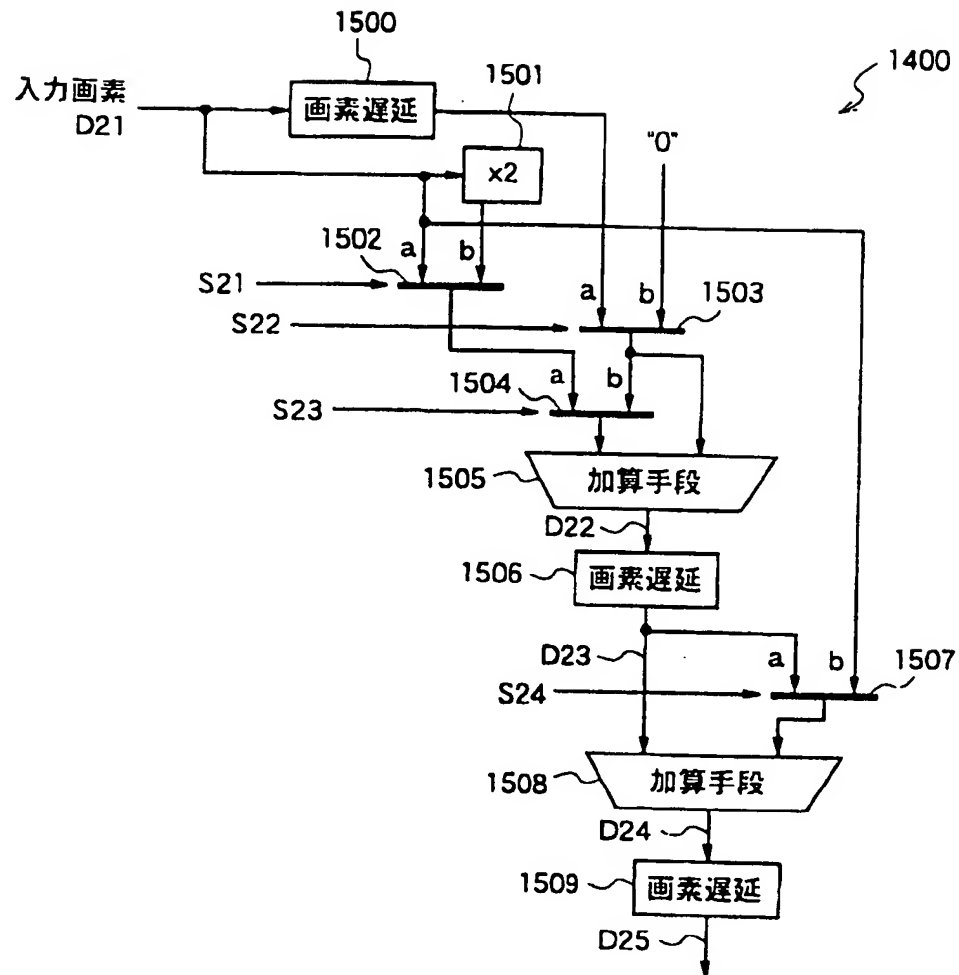 1500
1501
1400
入力画素
D21
画素遅延
"0"
x2
1502
a
b
S21
a
b
1503
S22
a
b
1504
S23
1505
加算手段
D22
1506
画素遅延
D23
a
b
1507
S24
1508
加算手段
D24
1509
画素遅延
D25